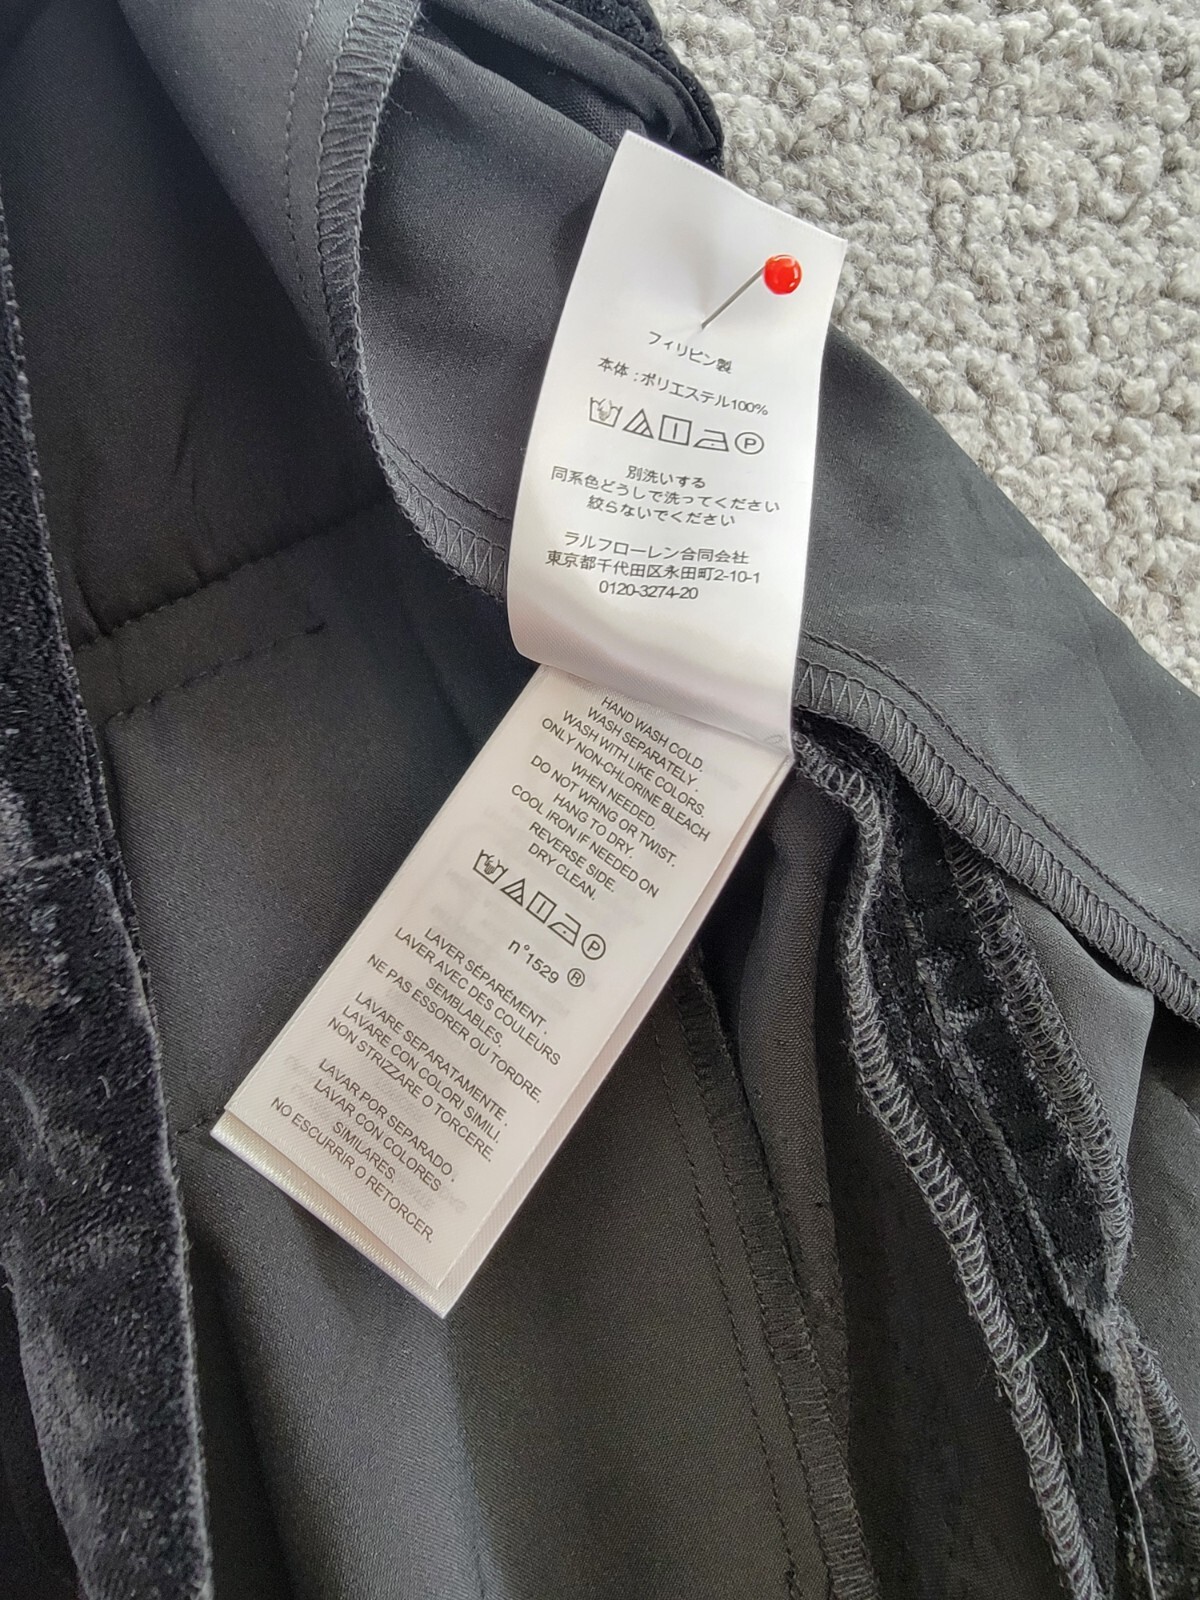 フィリピン製
本体：ポリエステル100%
P
別洗いする
同系色どうしで洗ってください
絞らないでください
ラルフローレン合同会社
東京都千代田区永田町2-10-1
0120-3274-20
HAND WASH COLD.
WASH SEPARATELY.
WASH WITH LIKE COLORS.
ONLY NON-CHLORINE BLEACH
WHEN NEEDED.
DO NOT WRING OR TWIST.
HANG TO DRY.
COOL IRON IF NEEDED ON
REVERSE SIDE.
DRY CLEAN.
P
n°1529 ®
LAVER SÉPARÉMENT.
LAVER AVEC DES COULEURS
SEMBLABLES.
NE PAS ESSORER OU TORDRE.
LAVARE SEPARATAMENTE.
LAVARE CON COLORI SIMILI.
NON STRIZZARE O TORCERE.
LAVAR POR SEPARADO.
LAVAR CON COLORES
SIMILARES.
NO ESCURRIR O RETORCER.